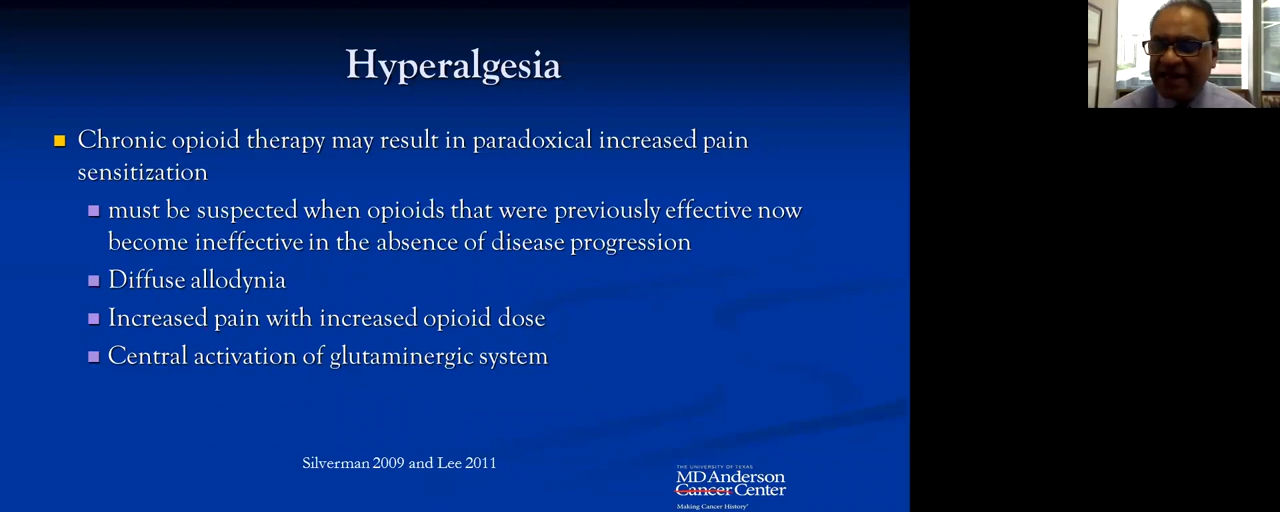 Hyperalgesia
Chronic opioid therapy may result in paradoxical increased pain
sensitization
must be suspected when opioids that were previously effective now
become ineffective in the absence of disease progression
Diffuse allodynia
Increased pain with increased opioid dose
Central activation of glutaminergic system
Silverman 2009 and Lee 2011
THE UNIVERSITY OF TEXAS
MD Anderson
Cancer Center
Making Cancer History®